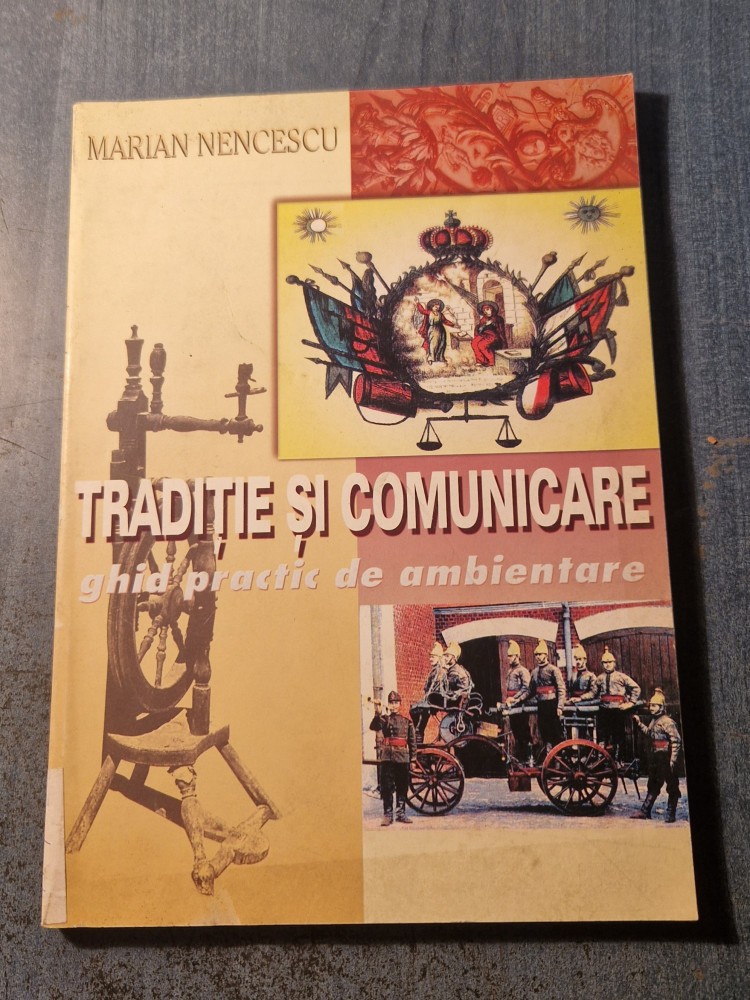 MARIAN NENCESCU
TRADIȚIE ȘI COMUNICARE
ghid practic de ambientare